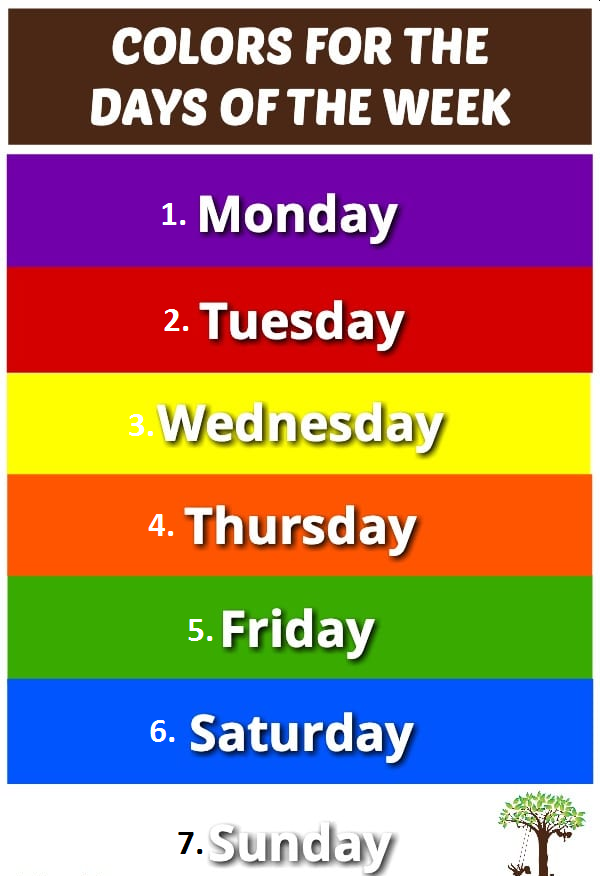 COLORS FOR THE
DAYS OF THE WEEK
1. Monday
2. Tuesday
3. Wednesday
4. Thursday
5. Friday
6. Saturday
7. Sunday